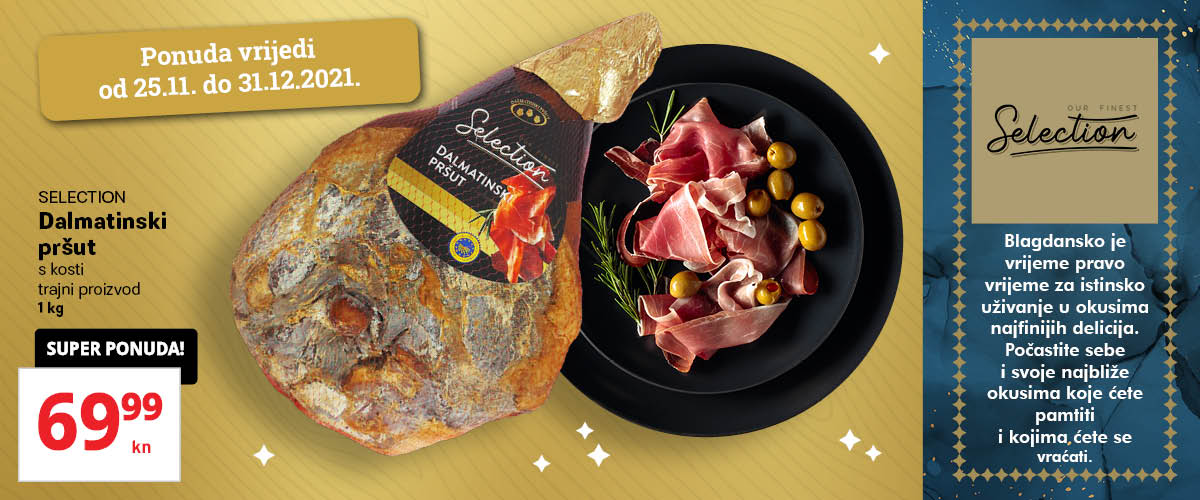 Ponuda vrijedi
od 25.11. do 31.12.2021.
SELECTION
Dalmatinski
pršut
s kosti
trajni proizvod
1 kg
SUPER PONUDA!
69 99
kn
Selection
DALMATINSKI
PRŠUT
OUR FINEST
Selection
Blagdansko je
vrijeme pravo
vrijeme za istinsko
uživanje u okusima
najfinijih delicija.
Počastite sebe
i svoje najbliže
okusima koje ćete
pamtiti
i kojima ćete se
vraćati.